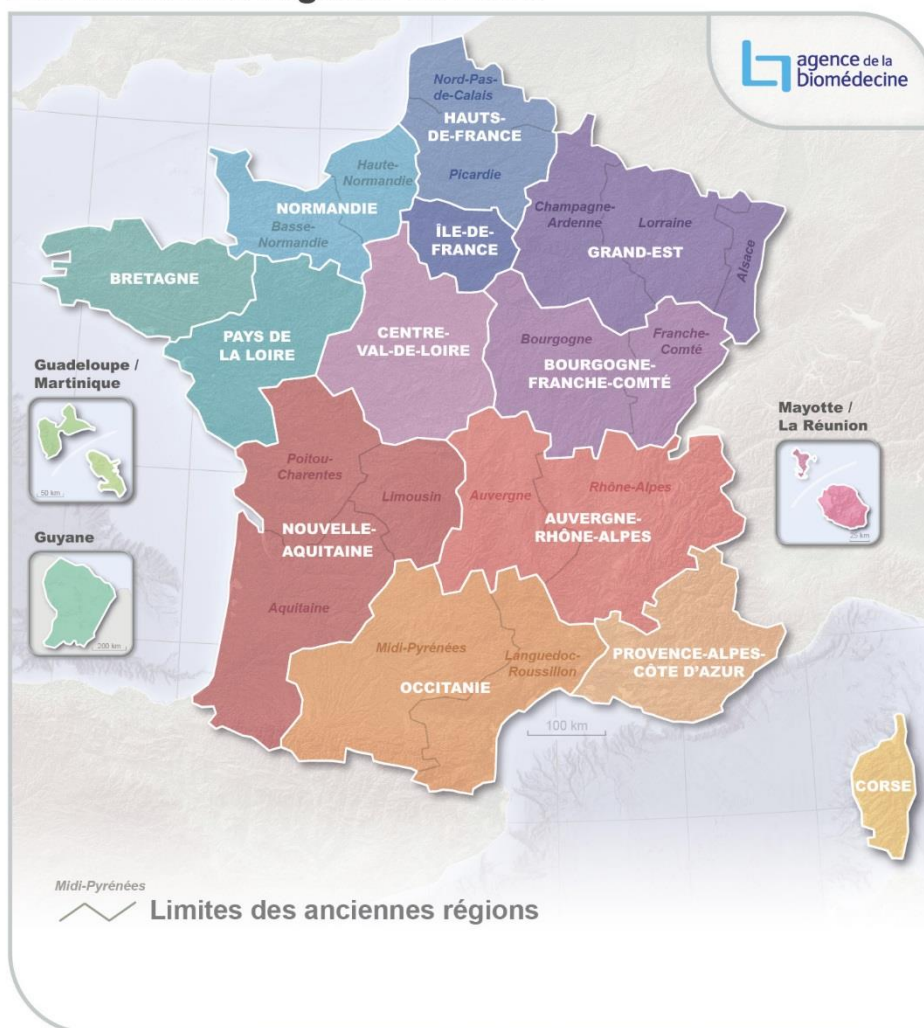 agence de la
biomédecine
Nord-Pas-
de-Calais
HAUTS-
DE-FRANCE
Picardie
Haute-
Normandie
NORMANDIE
Basse-
Normandie
ÎLE-DE-
FRANCE
Champagne-
Ardenne
Lorraine
Alsace
GRAND-EST
BRETAGNE
PAYS DE
LA LOIRE
CENTRE-
VAL-DE-LOIRE
Bourgogne
Franche-
Comté
BOURGOGNE-
FRANCHE-COMTÉ
Guadeloupe /
Martinique
50 km
Guyane
200 km
Mayotte /
La Réunion
25 km
Poitou-
Charentes
Limousin
NOUVELLE-
AQUITAINE
Aquitaine
Auvergne
Rhône-Alpes
AUVERGNE-
RHÔNE-ALPES
Midi-Pyrénées
Languedoc-
Roussillon
OCCITANIE
PROVENCE-ALPES-
CÔTE D'AZUR
100 km
CORSE
Midi-Pyrénées
Limites des anciennes régions